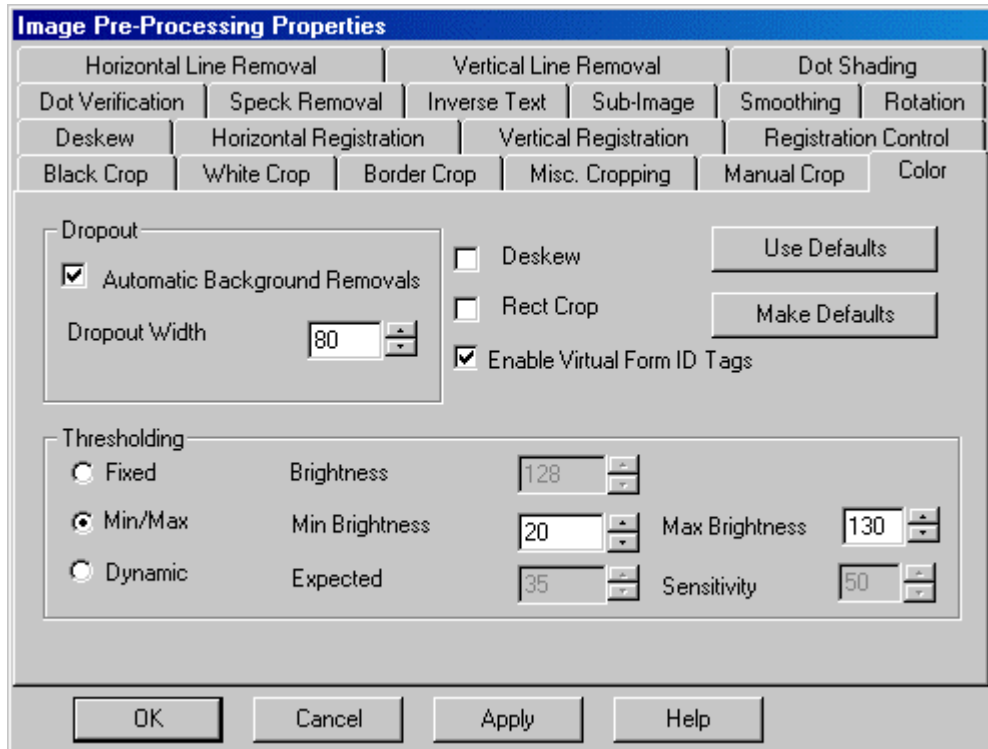 Image Pre-Processing Properties
Horizontal Line Removal Vertical Line Removal Dot Shading
Dot Verification Speck Removal Inverse Text Sub-Image Smoothing Rotation
Deskew Horizontal Registration Vertical Registration Registration Control
Black Crop White Crop Border Crop Misc. Cropping Manual Crop Color
Dropout
Automatic Background Removals
Dropout Width 80
Deskew
Rect Crop
Enable Virtual Form ID Tags
Use Defaults
Make Defaults
Thresholding
Fixed Brightness 128
Min/Max Min Brightness 20 Max Brightness 130
Dynamic Expected 35 Sensitivity 50
OK Cancel Apply Help